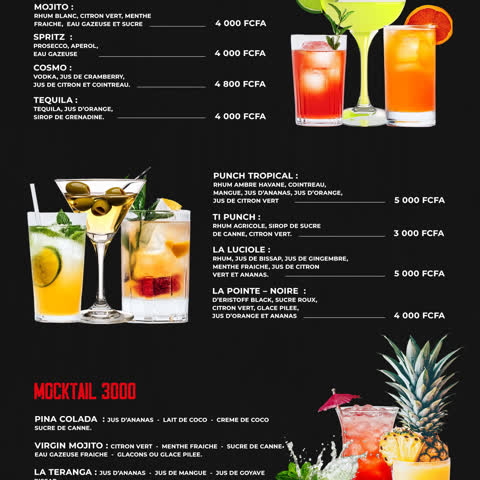 MOJITO :
RHUM BLANC, CITRON VERT, MENTHE
FRAICHE, EAU GAZEUSE ET SUCRE 4 000 FCFA
SPRITZ :
PROSECCO, APEROL,
EAU GAZEUSE 4 000 FCFA
COSMO :
VODKA, JUS DE CRAMBERRY,
JUS DE CITRON ET COINTREAU. 4 800 FCFA
TEQUILA :
TEQUILA, JUS D'ORANGE,
SIROP DE GRENADINE. 4 000 FCFA
PUNCH TROPICAL :
RHUM AMBRE HAVANE, COINTREAU,
MANGUE, JUS D'ANANAS, JUS D'ORANGE,
JUS DE CITRON VERT 5 000 FCFA
TI PUNCH :
RHUM AGRICOLE, SIROP DE SUCRE
DE CANNE, CITRON VERT. 3 000 FCFA
LA LUCIOLE :
RHUM, JUS DE BISSAP, JUS DE GINGEMBRE,
MENTHE FRAICHE, JUS DE CITRON
VERT ET ANANAS. 5 000 FCFA
LA POINTE – NOIRE :
D'ERISTOFF BLACK, SUCRE ROUX,
CITRON VERT, GLACE PILEE,
JUS D'ORANGE ET ANANAS 4 000 FCFA
MOCKTAIL 3000
PINA COLADA : JUS D'ANANAS - LAIT DE COCO - CREME DE COCO
SUCRE DE CANNE.
VIRGIN MOJITO : CITRON VERT - MENTHE FRAICHE - SUCRE DE CANNE-
EAU GAZEUSE FRAICHE - GLACONS OU GLACE PILEE.
LA TERANGA : JUS D'ANANAS - JUS DE MANGUE - JUS DE GOYAVE